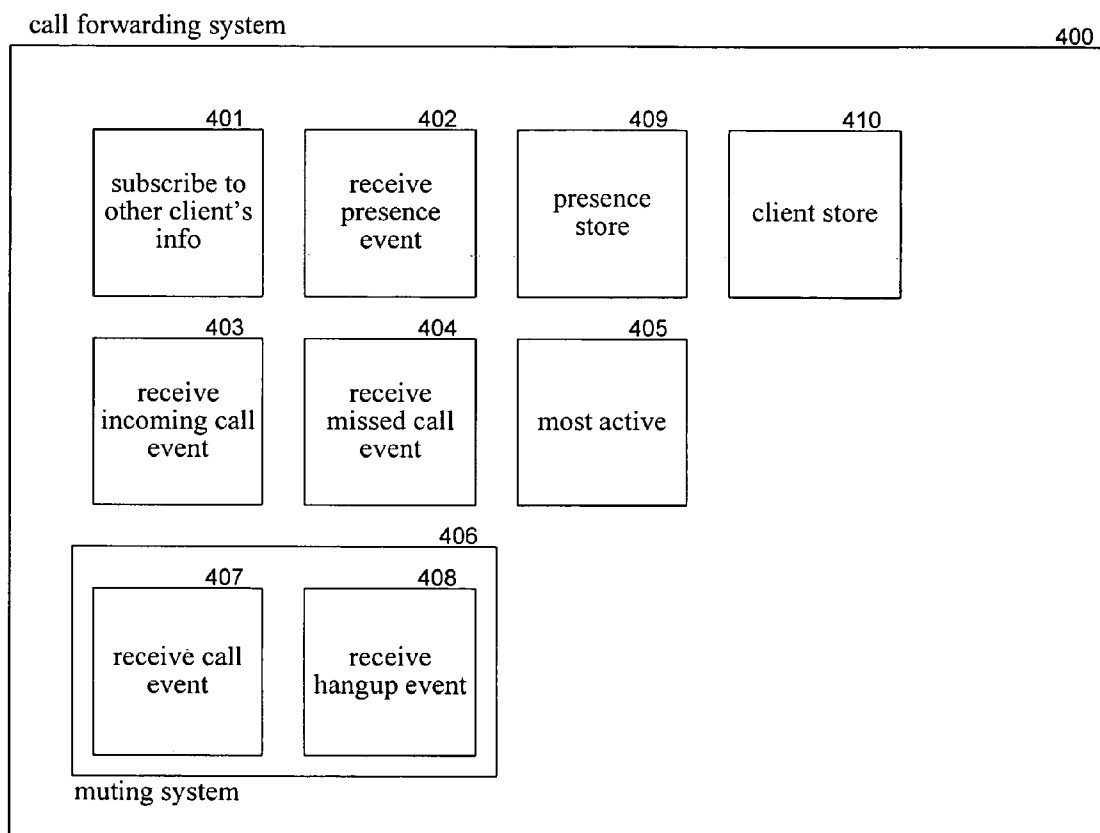 call forwarding system
400
401
402
409
410
subscribe to
other client's
info
receive
presence
event
presence
store
client store
403
404
405
receive
incoming call
event
receive
missed call
event
most active
406
407
408
receive call
event
receive
hangup event
muting system